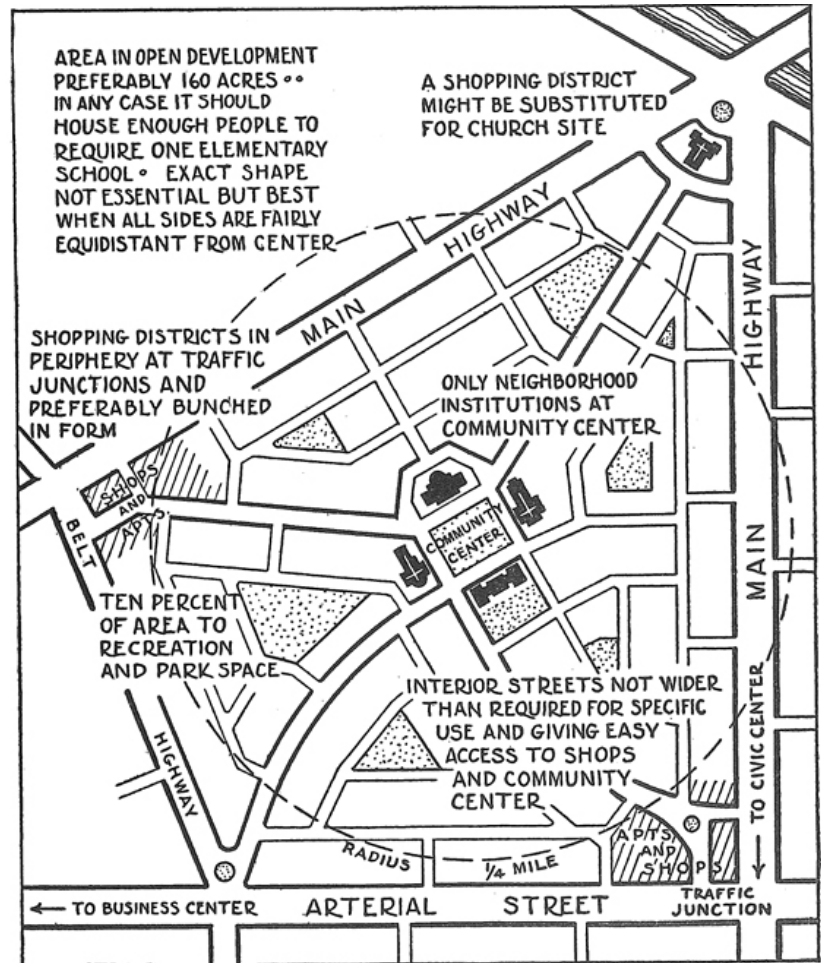 AREA IN OPEN DEVELOPMENT
PREFERABLY 160 ACRES ••
IN ANY CASE IT SHOULD
HOUSE ENOUGH PEOPLE TO
REQUIRE ONE ELEMENTARY
SCHOOL • EXACT SHAPE
NOT ESSENTIAL BUT BEST
WHEN ALL SIDES ARE FAIRLY
EQUIDISTANT FROM CENTER
A SHOPPING DISTRICT
MIGHT BE SUBSTITUTED
FOR CHURCH SITE
MAIN HIGHWAY
HIGHWAY
MAIN
SHOPPING DISTRICTS IN
PERIPHERY AT TRAFFIC
JUNCTIONS AND
PREFERABLY BUNCHED
IN FORM
ONLY NEIGHBORHOOD
INSTITUTIONS AT
COMMUNITY CENTER
SHOPS
AND
APTS
BELT
COMMUNITY
CENTER
TEN PERCENT
OF AREA TO
RECREATION
AND PARK SPACE
INTERIOR STREETS NOT WIDER
THAN REQUIRED FOR SPECIFIC
USE AND GIVING EASY
ACCESS TO SHOPS
AND COMMUNITY
CENTER
HIGHWAY
→ TO CIVIC CENTER
RADIUS 1/4 MILE
APTS
AND
SHOPS
TRAFFIC
JUNCTION
← TO BUSINESS CENTER
ARTERIAL STREET